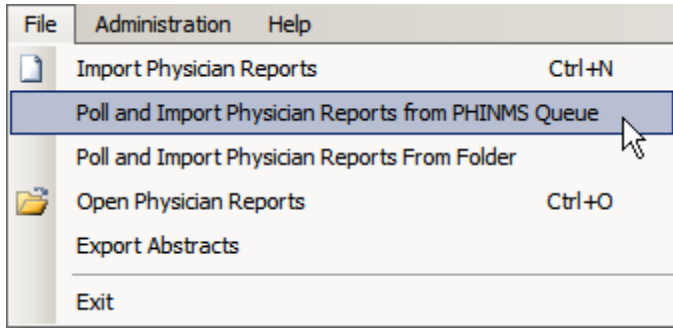 File Administration Help
Import Physician Reports Ctrl+N
Poll and Import Physician Reports from PHINMS Queue
Poll and Import Physician Reports From Folder
Open Physician Reports Ctrl+O
Export Abstracts
Exit